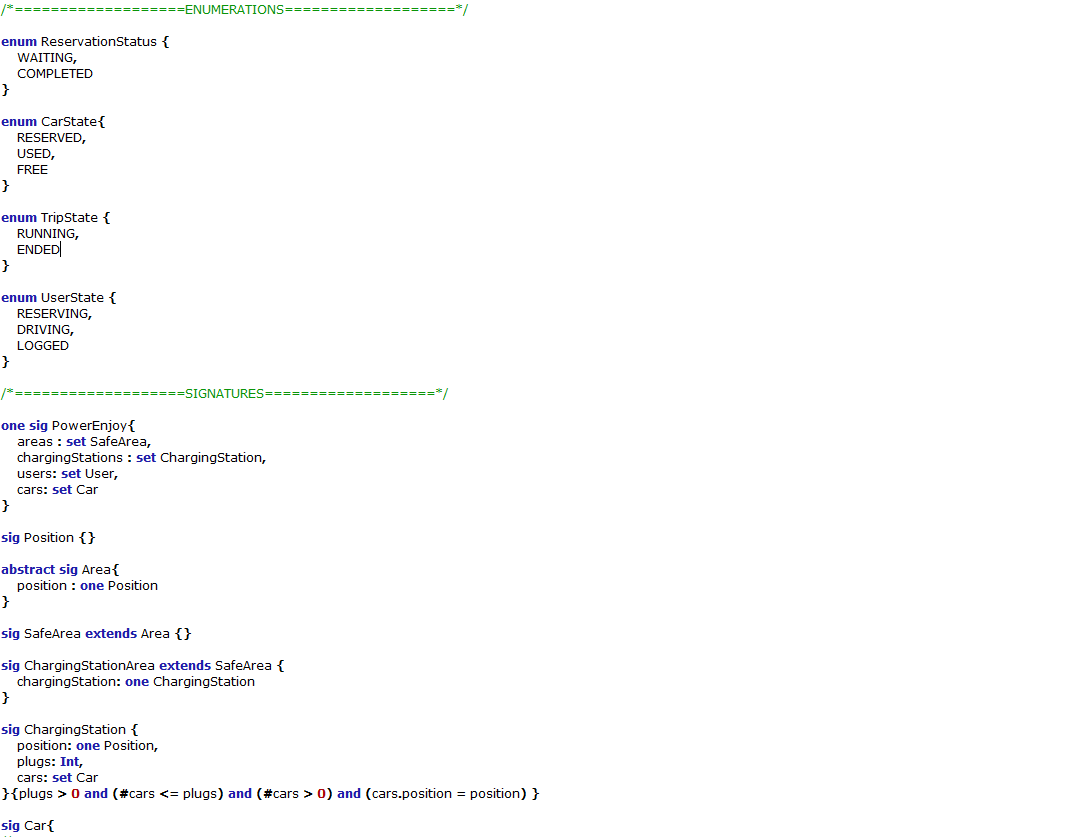 /*===================ENUMERATIONS===================*/
enum ReservationStatus {
WAITING,
COMPLETED
}
enum CarState{
RESERVED,
USED,
FREE
}
enum TripState {
RUNNING,
ENDED
}
enum UserState {
RESERVING,
DRIVING,
LOGGED
}
/*===================SIGNATURES===================*/
one sig PowerEnjoy{
areas : set SafeArea,
chargingStations : set ChargingStation,
users: set User,
cars: set Car
}
sig Position {}
abstract sig Area{
position : one Position
}
sig SafeArea extends Area {}
sig ChargingStationArea extends SafeArea {
chargingStation: one ChargingStation
}
sig ChargingStation {
position: one Position,
plugs: Int,
cars: set Car
}{plugs > 0 and (#cars <= plugs) and (#cars > 0) and (cars.position = position) }
sig Car{